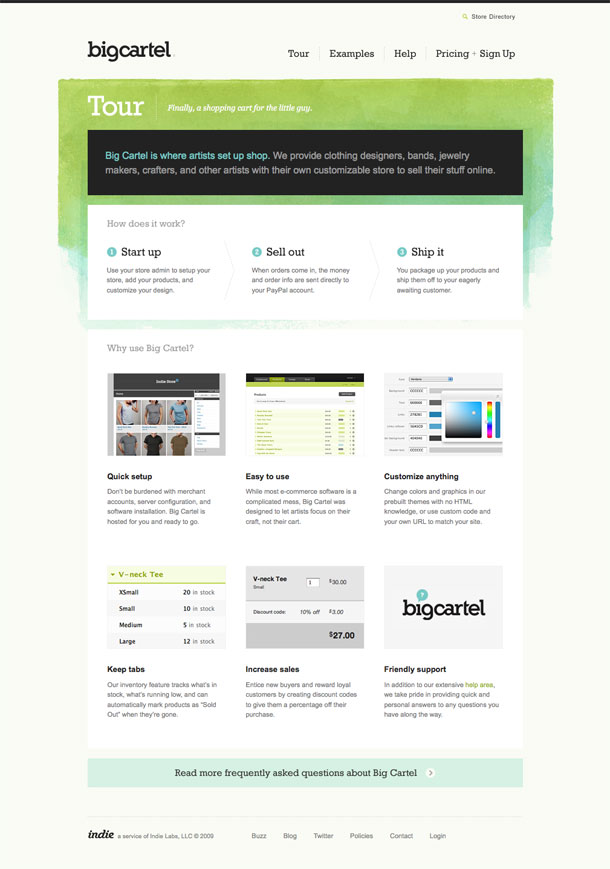 Store Directory
bigcartel
Tour
Examples
Help
Pricing + Sign Up
Tour
Finally, a shopping cart for the little guy.
Big Cartel is where artists set up shop. We provide clothing designers, bands, jewelry
makers, crafters, and other artists with their own customizable store to sell their stuff online.
How does it work?
1 Start up
Use your store admin to setup your
store, add your products, and
customize your design.
2 Sell out
When orders come in, the money
and order info are sent directly to
your PayPal account.
3 Ship it
You package up your products and
ship them off to your eagerly
awaiting customer.
Why use Big Cartel?
Indie Store
Products
Quick setup
Don't be burdened with merchant
accounts, server configuration, and
software installation. Big Cartel is
hosted for you and ready to go.
Easy to use
While most e-commerce software is a
complicated mess, Big Cartel was
designed to let artists focus on their
craft, not their cart.
Customize anything
Change colors and graphics in our
prebuilt themes with no HTML
knowledge, or use custom code and
your own URL to match your site.
V-neck Tee
XSmall 20 in stock
Small 10 in stock
Medium 5 in stock
Large 12 in stock
V-neck Tee 1 $30.00
Small
Discount code: 10% off $3.00
$27.00
bigcartel
Keep tabs
Our inventory feature tracks what's in
stock, what's running low, and can
automatically mark products as "Sold
Out" when they're gone.
Increase sales
Entice new buyers and reward loyal
customers by creating discount codes
to give them a percentage off their
purchase.
Friendly support
In addition to our extensive help area,
we take pride in providing quick and
personal answers to any questions you
have along the way.
Read more frequently asked questions about Big Cartel
indie a service of Indie Labs, LLC © 2009
Buzz
Blog
Twitter
Policies
Contact
Login